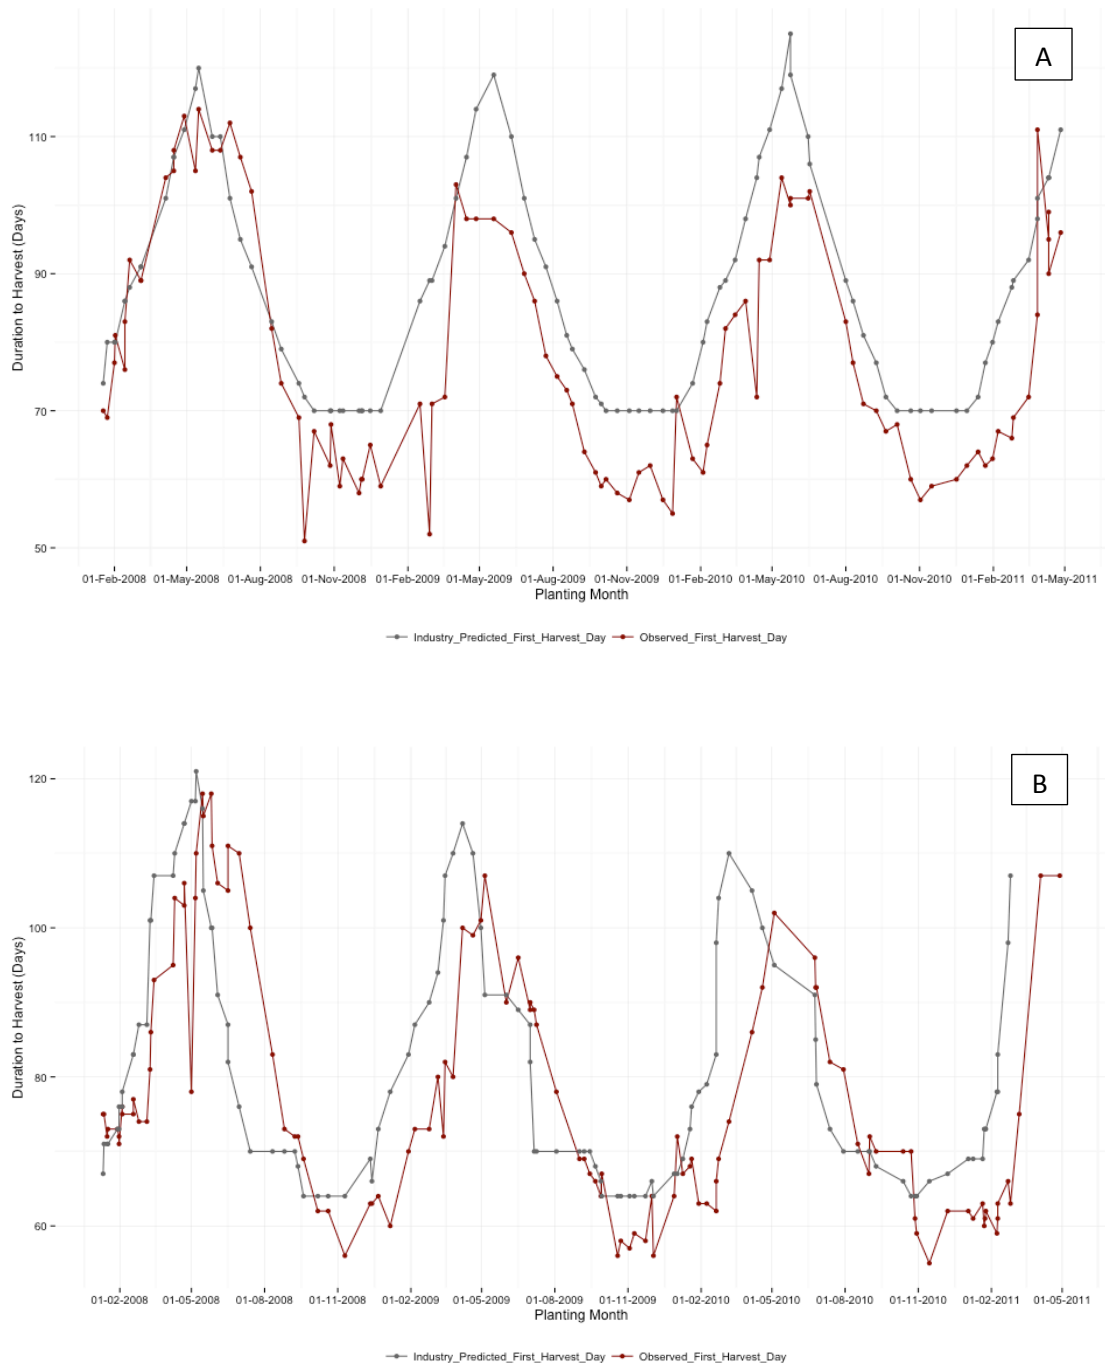 A
110
90
70
50
Duration to Harvest (Days)
01-Feb-2008 01-May-2008 01-Aug-2008 01-Nov-2008 01-Feb-2009 01-May-2009 01-Aug-2009 01-Nov-2009 01-Feb-2010 01-May-2010 01-Aug-2010 01-Nov-2010 01-Feb-2011 01-May-2011
Planting Month
Industry_Predicted_First_Harvest_Day Observed_First_Harvest_Day
B
120
100
80
60
Duration to Harvest (Days)
01-02-2008 01-05-2008 01-08-2008 01-11-2008 01-02-2009 01-05-2009 01-08-2009 01-11-2009 01-02-2010 01-05-2010 01-08-2010 01-11-2010 01-02-2011 01-05-2011
Planting Month
Industry_Predicted_First_Harvest_Day Observed_First_Harvest_Day